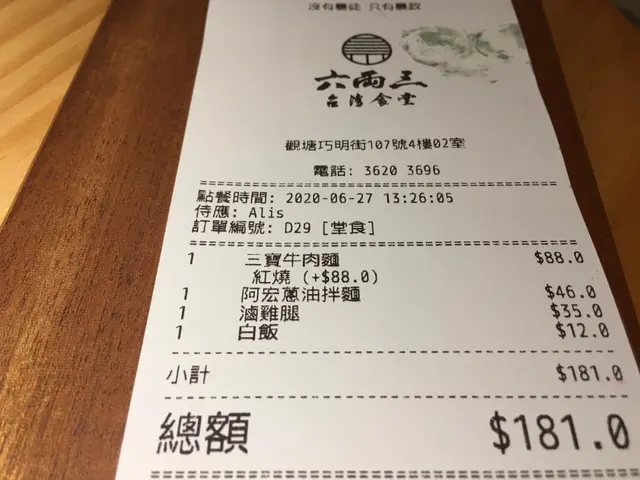 沒有暴徒 只有暴政
六兩三
台灣食堂
觀塘巧明街107號4樓02室
電話: 3620 3696
點餐時間: 2020-06-27 13:26:05
侍應: Alis
訂單編號: D29 [堂食]
1 三寶牛肉麵 $88.0
紅燒 (+$88.0)
1 阿宏蔥油拌麵 $46.0
1 滷雞腿 $35.0
1 白飯 $12.0
小計 $181.0
總額 $181.0